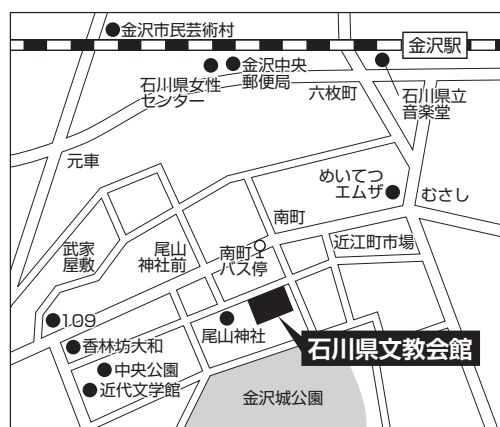 金沢市民芸術村
金沢駅
石川県女性
センター
金沢中央
郵便局
六枚町
石川県立
音楽堂
元車
めいてつ
エムザ
むさし
南町
武家
屋敷
尾山
神社前
南町
バス停
近江町市場
109
香林坊大和
尾山神社
石川県文教会館
中央公園
近代文学館
金沢城公園